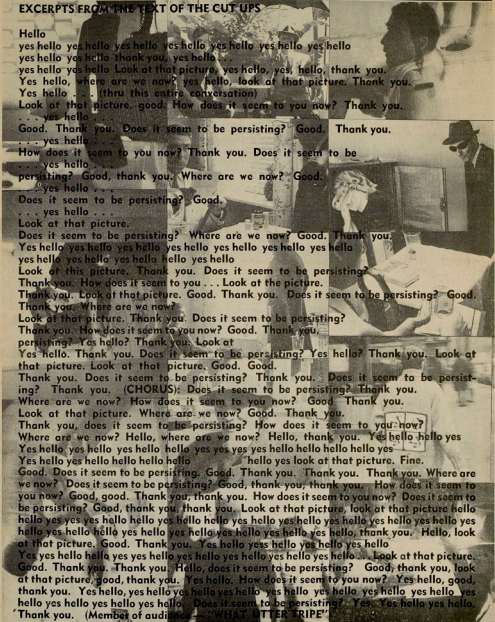 EXCERPTS FROM THE TEXT OF THE CUT UPS
Hello
yes hello yes hello yes hello yes hello yes hello yes hello yes hello
yes hello yes hello thank you, yes hello . . .
yes hello yes hello Look at that picture, yes hello, yes, hello, thank you.
Yes hello, where are we now? yes hello, hello, look at that picture. Thank you.
Yes hello . . . (thru this entire conversation)
Look at that picture, good. How does it seem to you now? Thank you.
. . . yes hello . . .
Good. Thank you. Does it seem to be persisting? Good. Thank you.
. . . yes hello . . .
How does it seem to you now? Thank you. Does it seem to be
. . . yes hello . . .
persisting? Good, thank you. Where are we now? Good.
. . . yes hello . . .
Does it seem to be persisting? Good.
. . . yes hello . . .
Look at that picture.
Does it seem to be persisting? Where are we now? Good. Thank you.
Yes hello yes hello yes hello yes hello yes hello yes hello yes hello
yes hello yes hello yes hello yes hello
Look at this picture. Thank you. Does it seem to be persisting?
Thank you. How does it seem to you . . . Look at the picture.
Thank you. Look at that picture. Good. Thank you. Does it seem to be persisting? Good.
Thank you. Where are we now?
Look at that picture. Thank you. Does it seem to be persisting?
Thank you. How does it seem to you now? Good. Thank you.
persisting? Yes hello? Thank you. Look at
Yes hello. Thank you. Does it seem to be persisting? Yes hello? Thank you. Look at
that picture. Look at that picture. Good. Good.
Thank you. Does it seem to be persisting? Thank you. Does it seem to be persist-
ing? Thank you. (CHORUS); Does it seem to be persisting? Thank you.
Where are we now? How does it seem to you now? Good Thank you.
Look at that picture. Where are we now? Good. Thank you.
Thank you, does it seem to be persisting? How does it seem to you now?
Where are we now? Hello, where are we now? Hello, thank you. Yes hello hello yes
Yes hello yes hello yes hello hello yes yes hello hello hello hello yes
Yes hello yes hello hello hello hello hello yes look at that picture. Fine.
Good. Does it seem to be persisting. Good. Thank you. Thank you. Thank you. Where are
we now? Does it seem to be persisting? Good, thank you, thank you. How does it seem to
you now? Good, good. Thank you, thank you. How does it seem to you now? Does it seem to
be persisting? Good, thank you, thank you. Look at that picture, look at that picture hello
hello yes hello yes hello yes hello yes hello yes hello yes hello yes hello yes hello yes
hello yes hello hello yes hello yes hello yes hello yes hello, thank you. Hello, look
at that picture. Good. Thank you. Yes hello yess hello yes hello yes hello
Yes yes hello yes hello yes hello yes hello yes hello yes hello . . . Look at that picture.
Good. Thank you. Thank you. Hello, does it seem to be persisting? Good, thank you, look
at that picture, good, thank you. Yes hello. How does it seem to you now? Yes hello, good,
thank you. Yes hello yes hello yes hello yes hello yes hello yes hello yes hello yes
hello yes hello yes hello yes hello. Does it seem to be persisting? Yes. Yes hello yes hello.
Thank you. (Member of audience — "WHAT UTTER TRIPE"